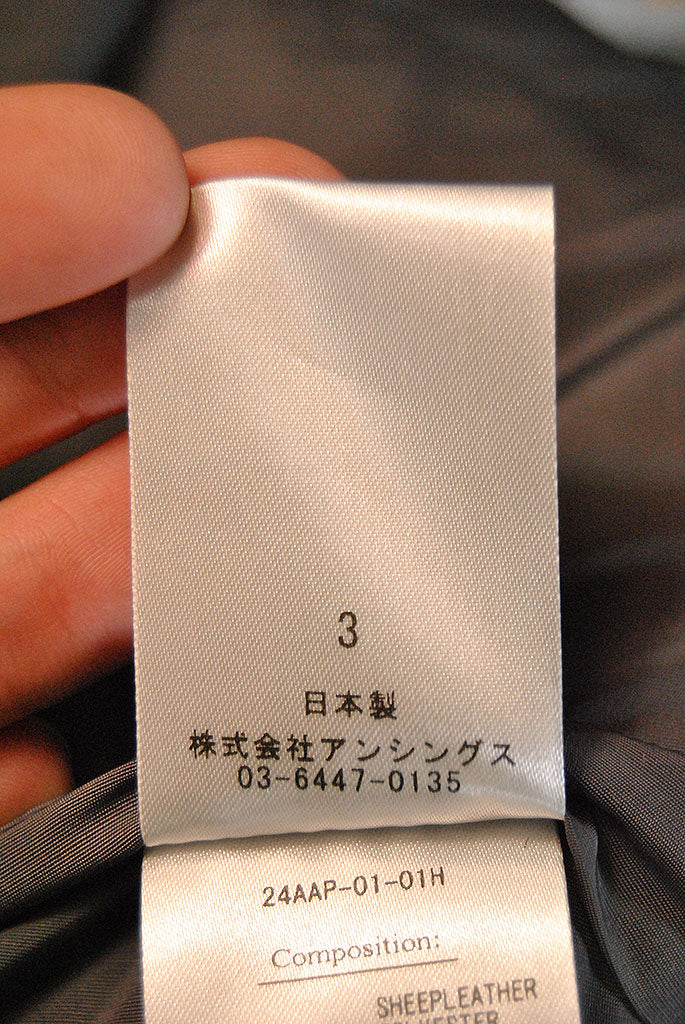 3
日本製
株式会社アンシングス
03-6447-0135
24AAP-01-01H
Composition:
SHEEPLEATHER